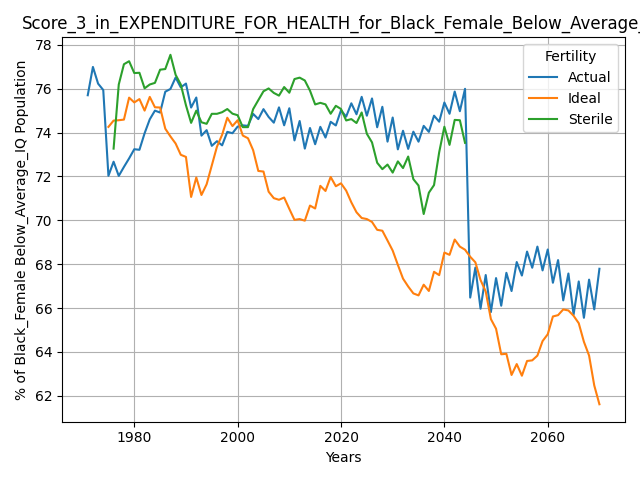 Score_3_in_EXPENDITURE_FOR_HEALTH_for_Black_Female_Below_Average_
78
76
74
72
70
68
66
64
62
% of Black_Female Below_Average_IQ Population
Fertility
Actual
Ideal
Sterile
1980 2000 2020 2040 2060
Years